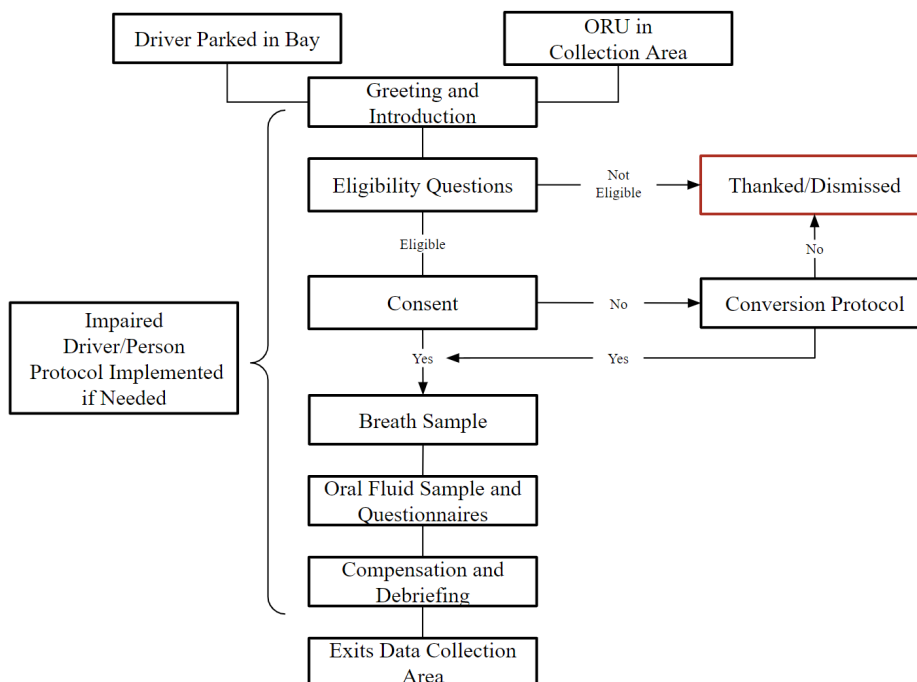 Driver Parked in Bay
ORU in
Collection Area
Greeting and
Introduction
Eligibility Questions
Not
Eligible
Thanked/Dismissed
Eligible
No
Consent
No
Conversion Protocol
Impaired
Driver/Person
Protocol Implemented
if Needed
Yes
Yes
Breath Sample
Oral Fluid Sample and
Questionnaires
Compensation and
Debriefing
Exits Data Collection
Area